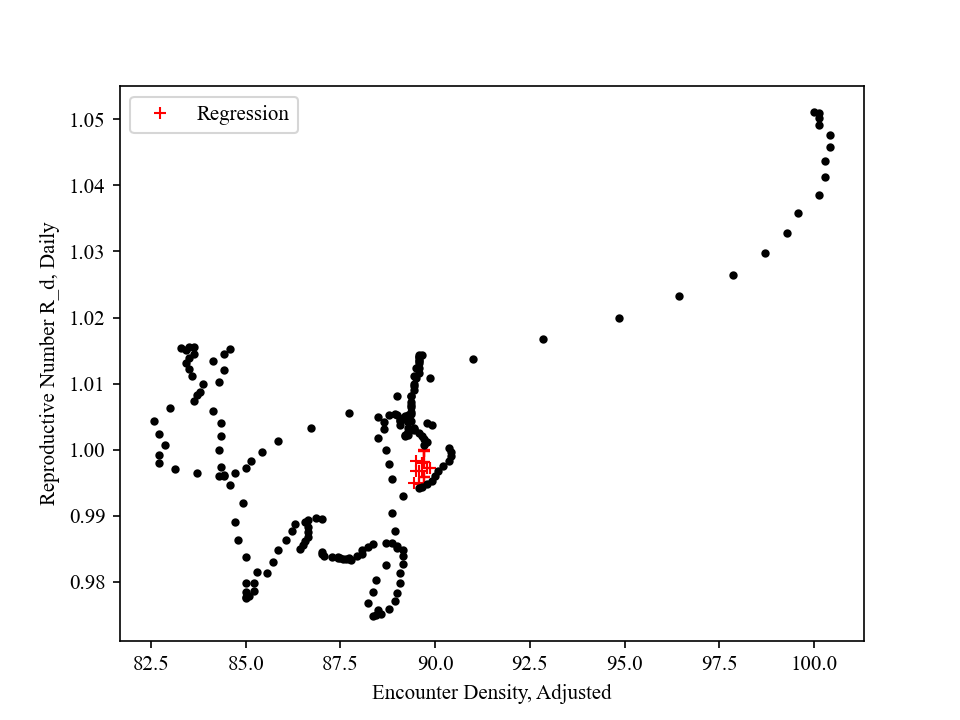 Regression
1.05
1.04
1.03
1.02
1.01
1.00
0.99
0.98
Reproductive Number R_d, Daily
82.5 85.0 87.5 90.0 92.5 95.0 97.5 100.0
Encounter Density, Adjusted